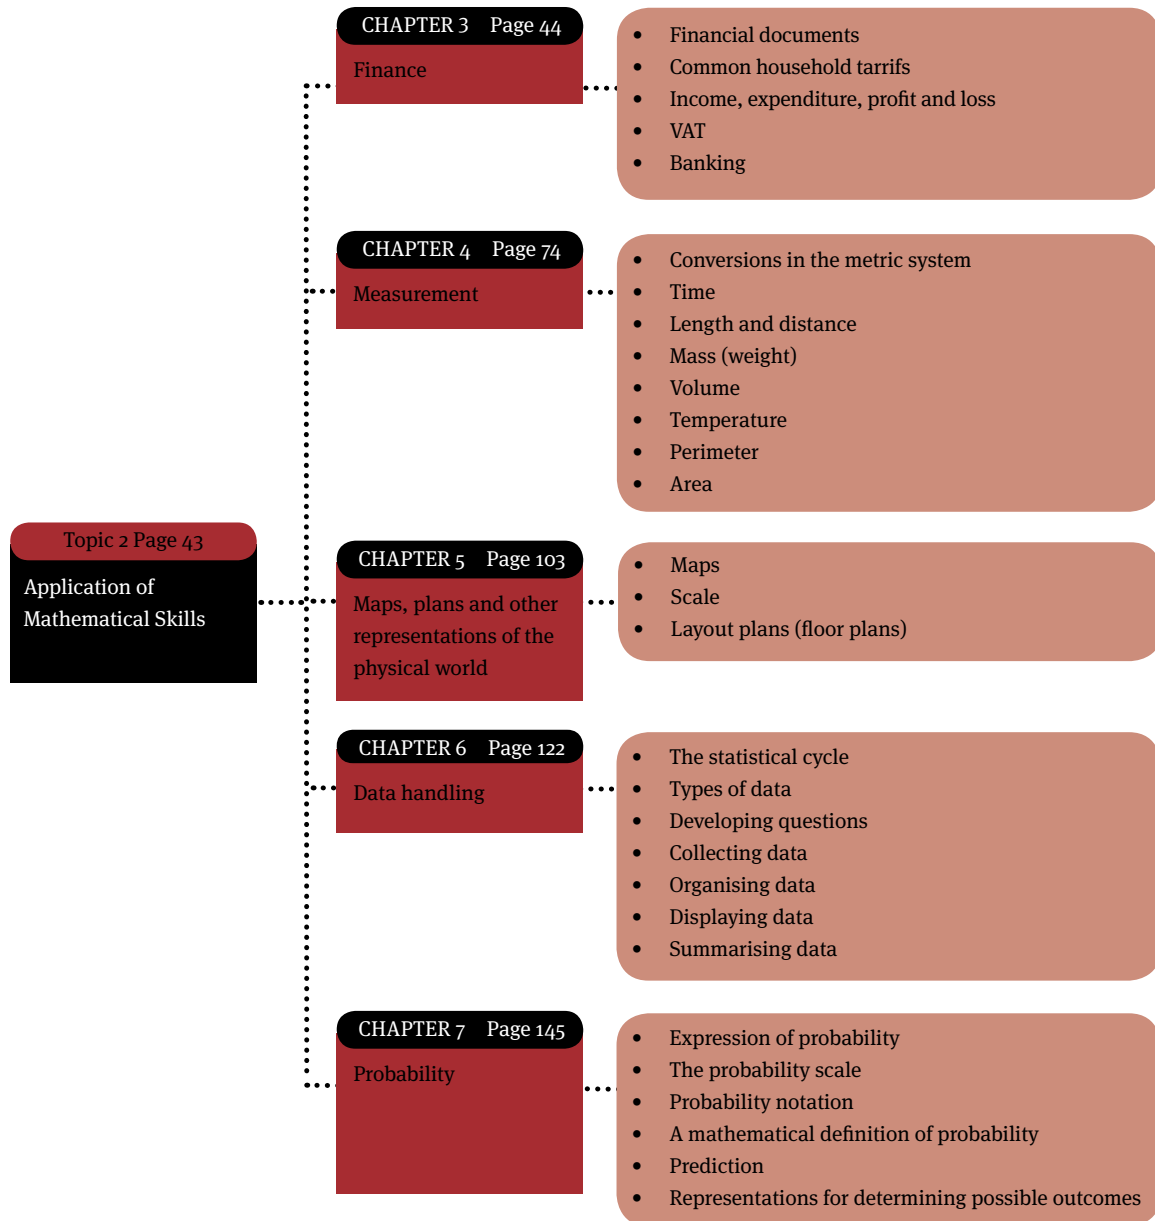 Topic 2 Page 43
Application of
Mathematical Skills
CHAPTER 3 Page 44
Finance
• Financial documents
• Common household tarrifs
• Income, expenditure, profit and loss
• VAT
• Banking
CHAPTER 4 Page 74
Measurement
• Conversions in the metric system
• Time
• Length and distance
• Mass (weight)
• Volume
• Temperature
• Perimeter
• Area
CHAPTER 5 Page 103
Maps, plans and other
representations of the
physical world
• Maps
• Scale
• Layout plans (floor plans)
CHAPTER 6 Page 122
Data handling
• The statistical cycle
• Types of data
• Developing questions
• Collecting data
• Organising data
• Displaying data
• Summarising data
CHAPTER 7 Page 145
Probability
• Expression of probability
• The probability scale
• Probability notation
• A mathematical definition of probability
• Prediction
• Representations for determining possible outcomes